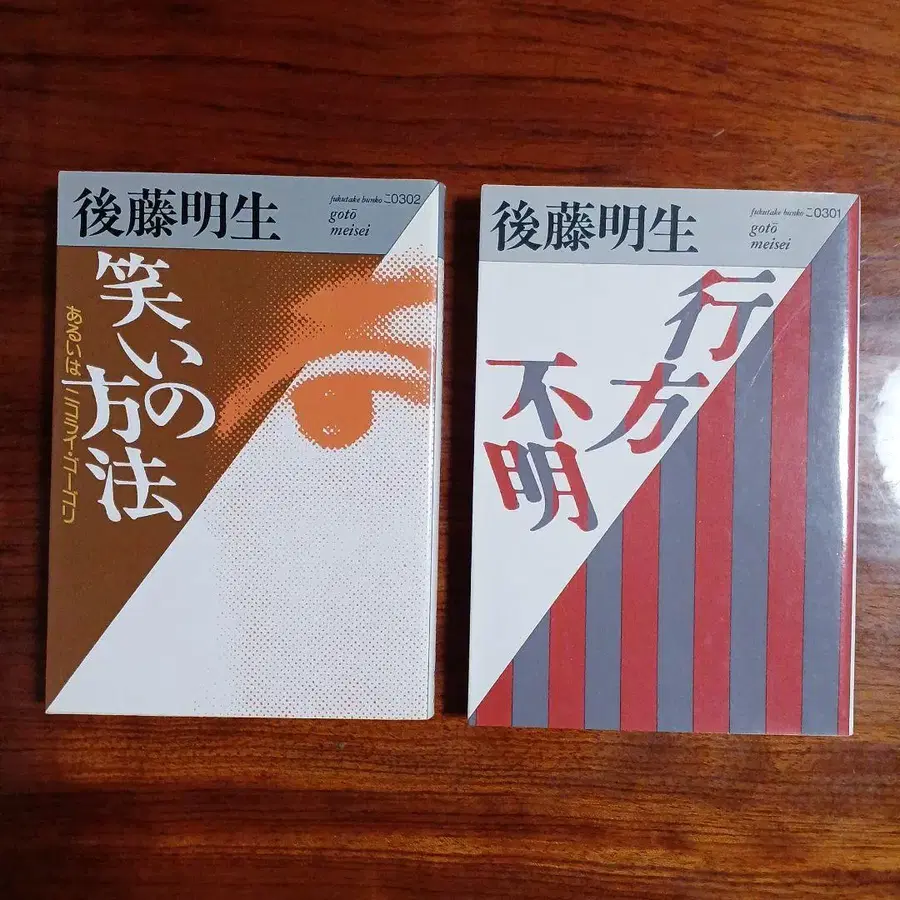 後藤明生
fukutake bunko こ0302
gotō
meisei
笑いの
方法
あるいは ニコライ・ゴーゴリ
後藤明生
fukutake bunko こ0301
gotō
meisei
行方
不明